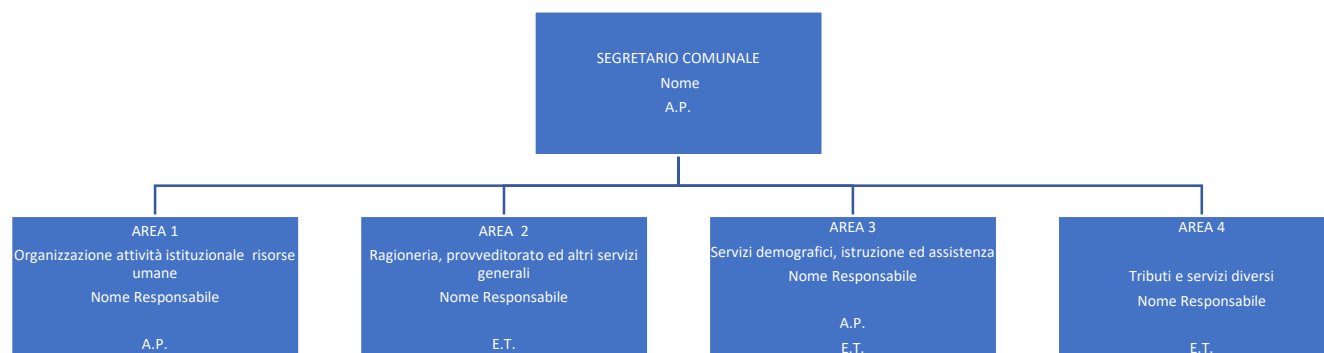 SEGRETARIO COMUNALE
Nome
A.P.
AREA 1
Organizzazione attività istituzionale risorse
umane
Nome Responsabile
A.P.
AREA 2
Ragioneria, provveditorato ed altri servizi
generali
Nome Responsabile
E.T.
AREA 3
Servizi demografici, istruzione ed assistenza
Nome Responsabile
A.P.
E.T.
AREA 4
Tributi e servizi diversi
Nome Responsabile
E.T.